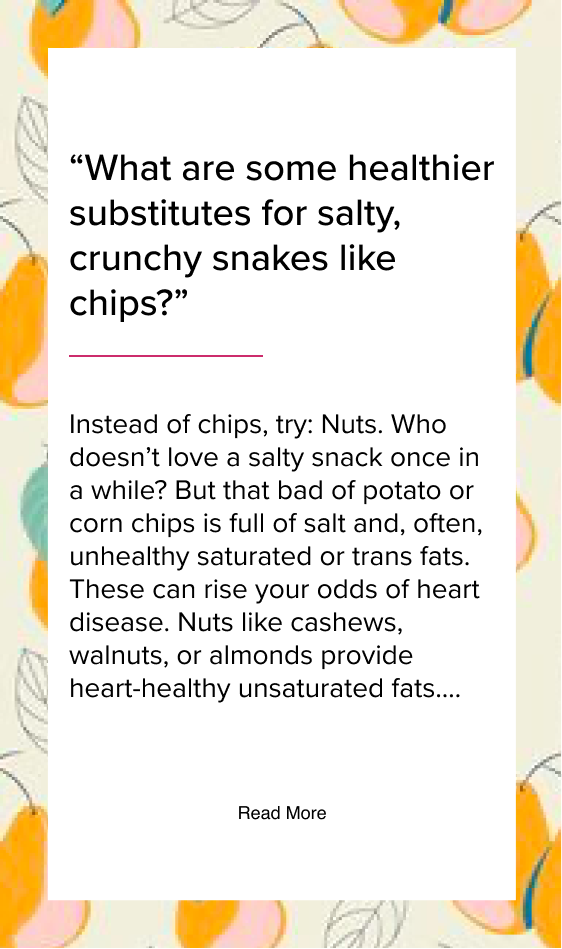 “What are some healthier
substitutes for salty,
crunchy snakes like
chips?”
Instead of chips, try: Nuts. Who
doesn’t love a salty snack once in
a while? But that bad of potato or
corn chips is full of salt and, often,
unhealthy saturated or trans fats.
These can rise your odds of heart
disease. Nuts like cashews,
walnuts, or almonds provide
heart-healthy unsaturated fats....
Read More